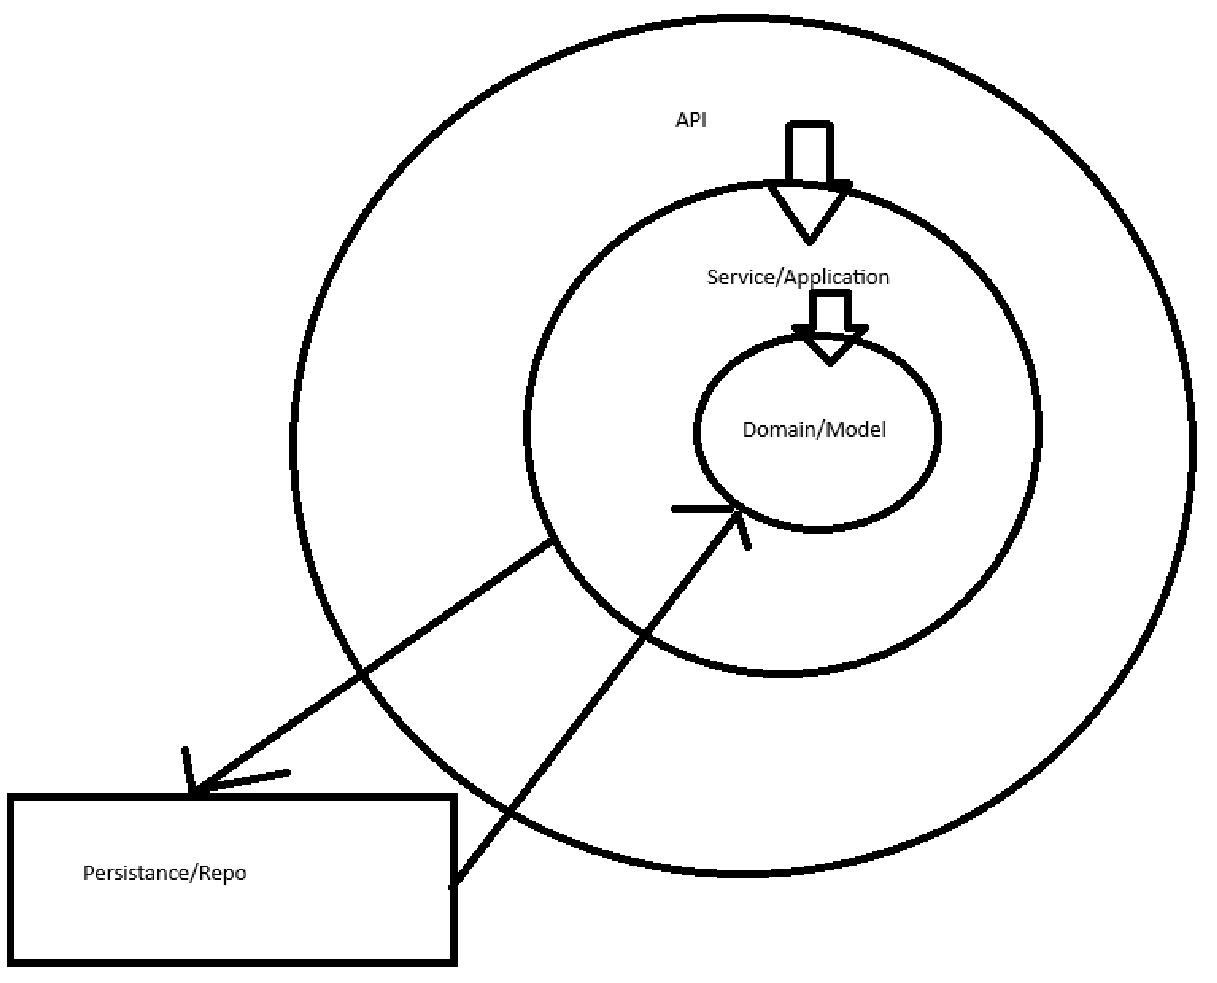 API
Service/Application
Domain/Model
Persistance/Repo